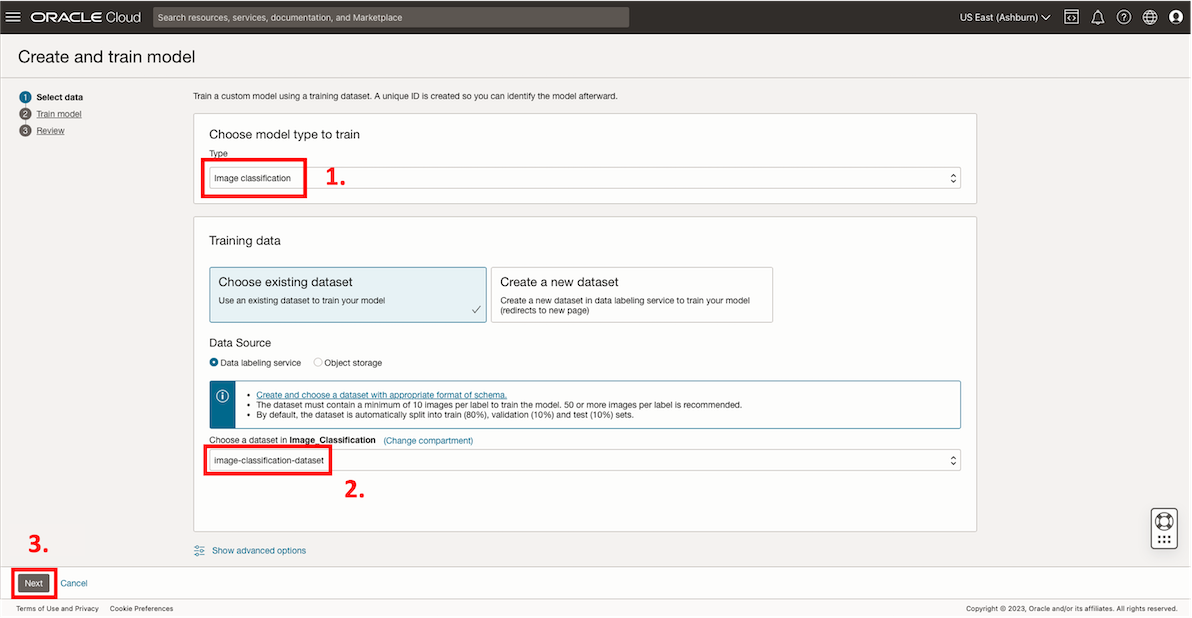 ORACLE Cloud Search resources, services, documentation, and Marketplace US East (Ashburn)
Create and train model
1 Select data
2 Train model
3 Review
Train a custom model using a training dataset. A unique ID is created so you can identify the model afterward.
Choose model type to train
Type
Image classification 1.
Training data
Choose existing dataset
Use an existing dataset to train your model
Create a new dataset
Create a new dataset in data labeling service to train your model
(redirects to new page)
Data Source
Data labeling service Object storage
• Create and choose a dataset with appropriate format of schema.
• The dataset must contain a minimum of 10 images per label to train the model. 50 or more images per label is recommended.
• By default, the dataset is automatically split into train (80%), validation (10%) and test (10%) sets.
Choose a dataset in Image_Classification (Change compartment)
image-classification-dataset
2.
Show advanced options
3.
Next Cancel
Terms of Use and Privacy Cookie Preferences Copyright © 2023, Oracle and/or its affiliates. All rights reserved.